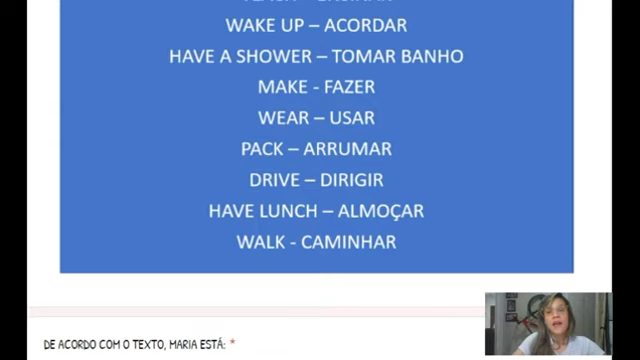 WAKE UP – ACORDAR
HAVE A SHOWER – TOMAR BANHO
MAKE - FAZER
WEAR – USAR
PACK – ARRUMAR
DRIVE – DIRIGIR
HAVE LUNCH – ALMOÇAR
WALK - CAMINHAR
DE ACORDO COM O TEXTO, MARIA ESTÁ: *